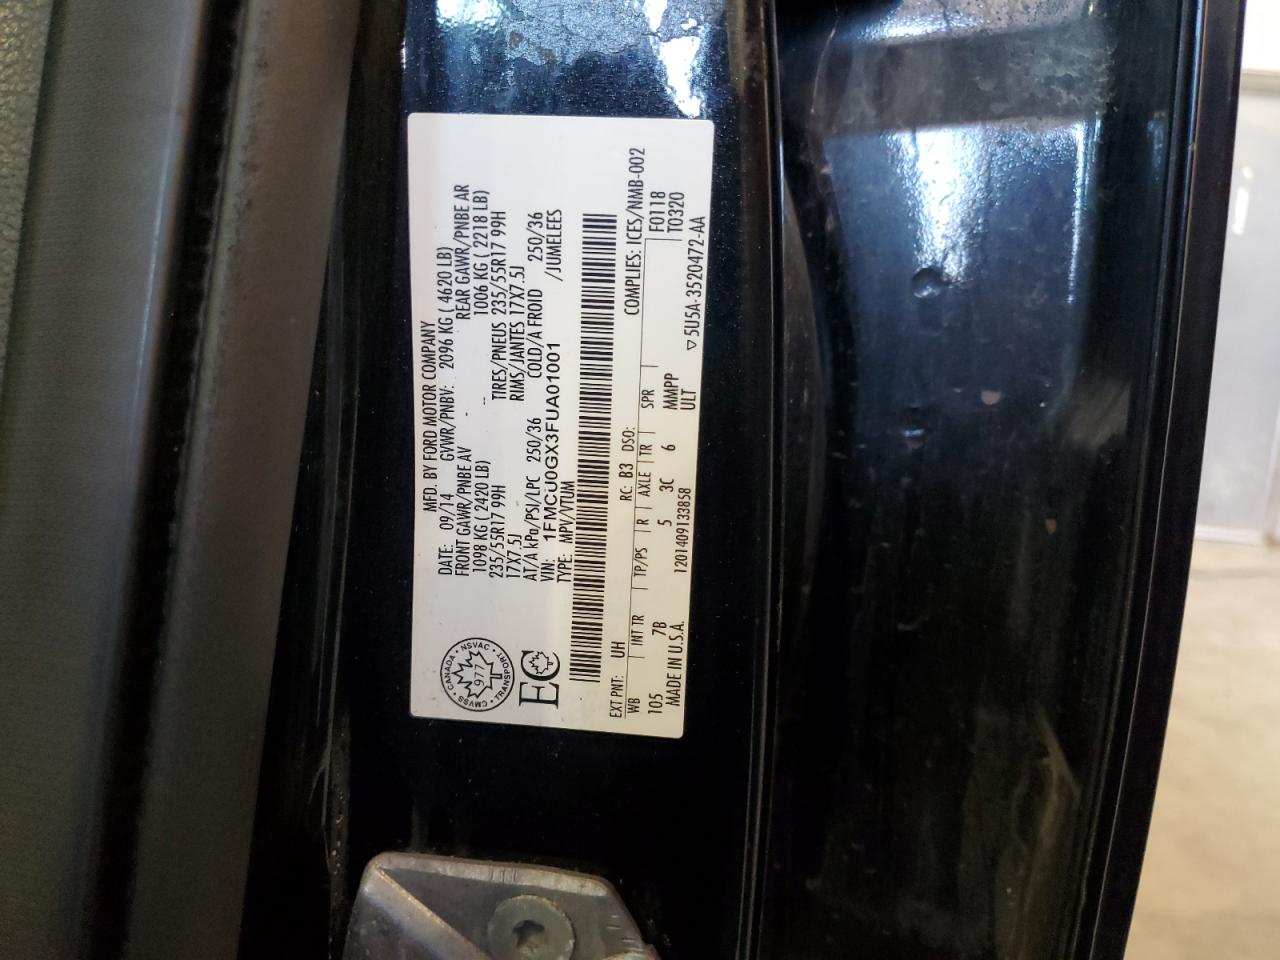 MFD. BY FORD MOTOR COMPANY
DATE: 09/14 GVWR/PNBV: 2096 KG ( 4620 LB)
FRONT GAWR/PNBE AV - REAR GAWR/PNBE AR
1098 KG ( 2420 LB) -- 1006 KG ( 2218 LB)
235/55R17 99H TIRES/PNEUS 235/55R17 99H
17X7.5J RIMS/JANTES 17X7.5J
AT/A kPa/PSI/LPC 250/36 COLD/A FROID 250/36
VIN: 1FMCU0GX3FUA01001 /JUMELEES
TYPE: MPV/VTUM
CANADA • NSVAC • TRANSPORT • CMVSS •
977
EC
COMPLIES: ICES/NMB-002
EXT PNT: UH RC: B3 DSO: F0118
WB INT TR TP/PS R AXLE TR SPR T0320
105 7B 5 3C 6 MMPP
MADE IN U.S.A. ULT
1201409133858 ▽5U5A-3520472-AA